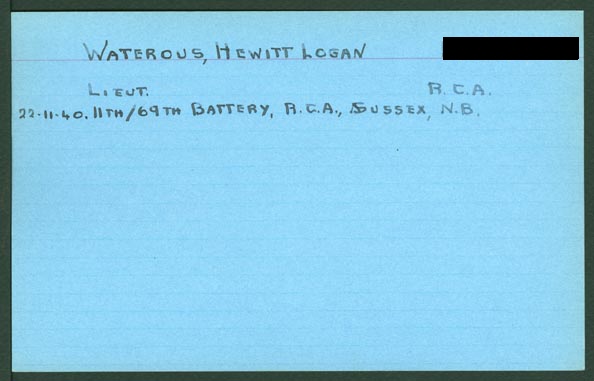 WATEROUS, HEWITT LOGAN
LIEUT. R.C.A.
22-11-40. 11TH/69TH BATTERY, R.C.A., SUSSEX, N.B.